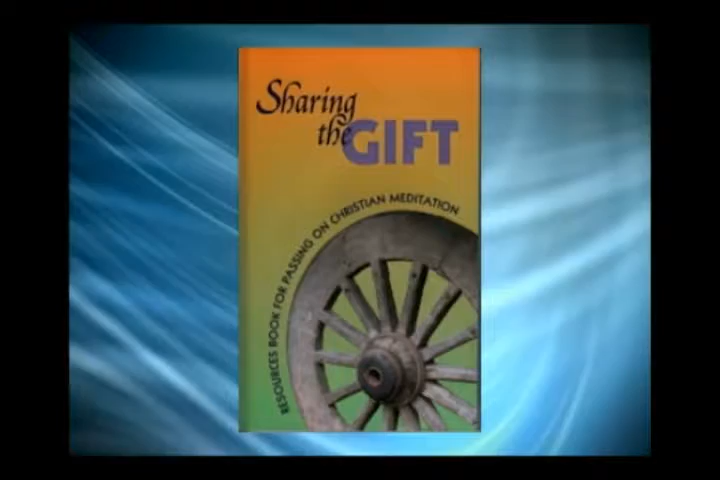 Sharing
the GIFT
RESOURCES BOOK FOR PASSING ON CHRISTIAN MEDITATION